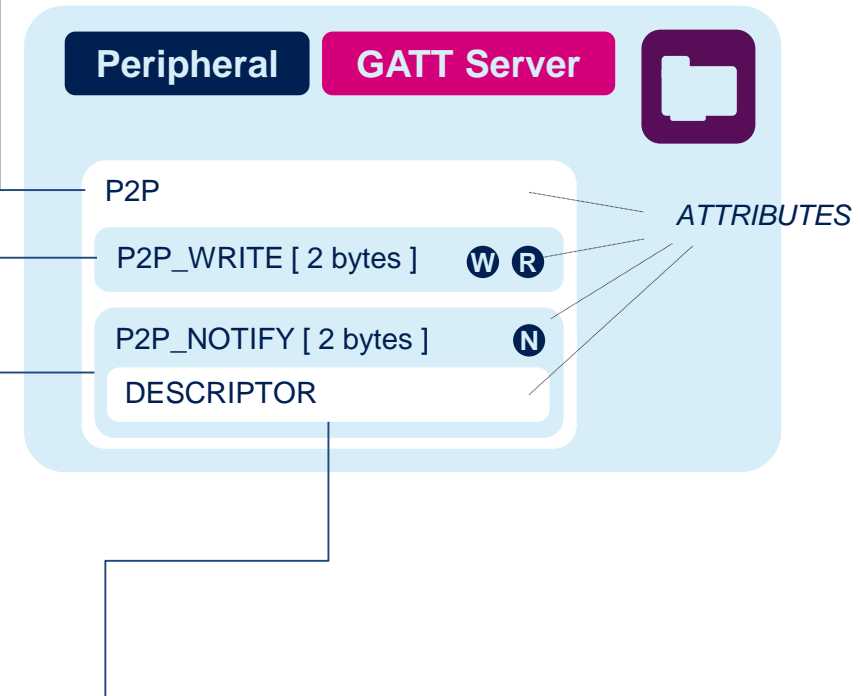 Peripheral
GATT Server
P2P
ATTRIBUTES
P2P_WRITE [ 2 bytes ]
W R
P2P_NOTIFY [ 2 bytes ]
N
DESCRIPTOR